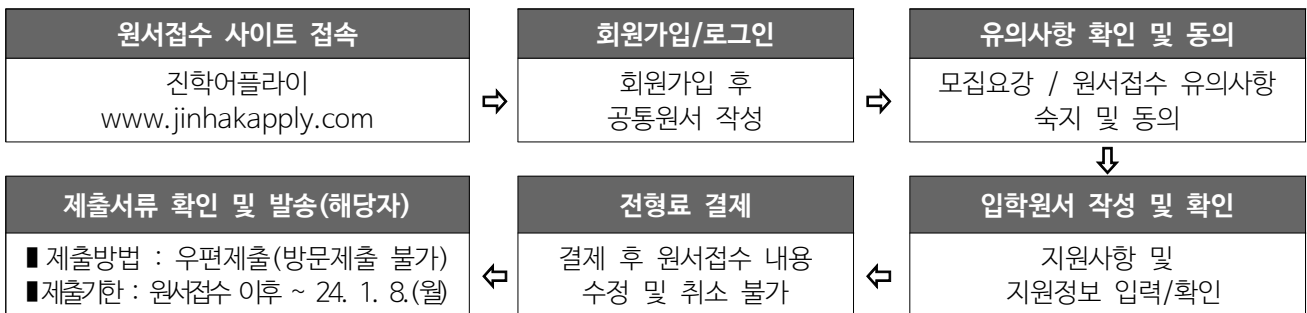 원서접수 사이트 접속
진학어플라이
www.jinhakapply.com
⇨
회원가입/로그인
회원가입 후
공통원서 작성
⇨
유의사항 확인 및 동의
모집요강 / 원서접수 유의사항
숙지 및 동의
⇩
입학원서 작성 및 확인
지원사항 및
지원정보 입력/확인
⇦
전형료 결제
결제 후 원서접수 내용
수정 및 취소 불가
⇦
제출서류 확인 및 발송(해당자)
▮제출방법 : 우편제출(방문제출 불가)
▮제출기한 : 원서접수 이후 ~ 24. 1. 8.(월)